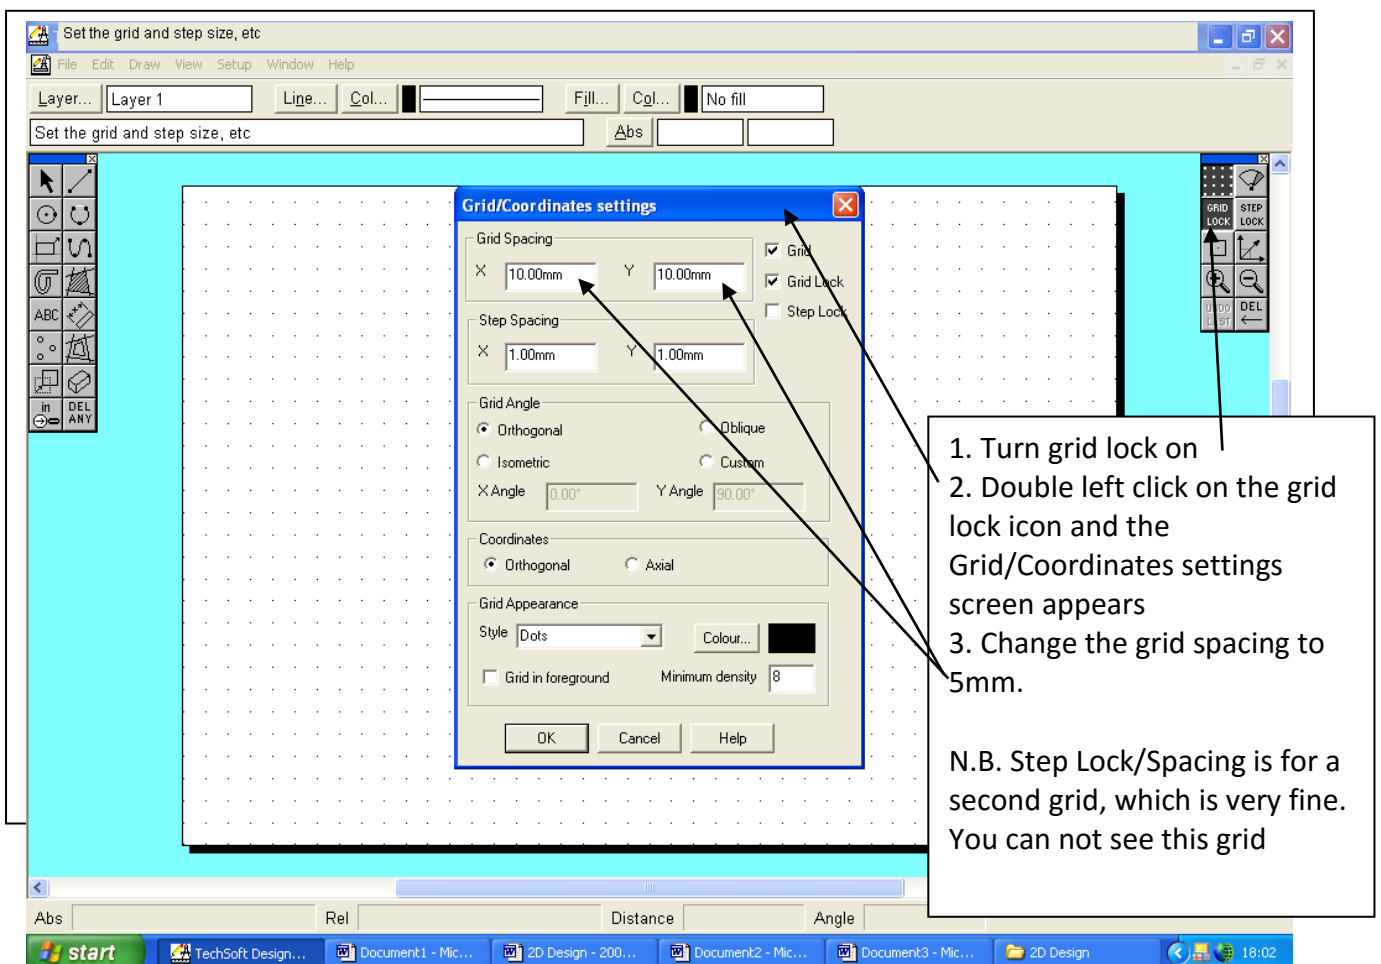 Set the grid and step size, etc
File Edit Draw View Setup Window Help
Layer... Layer 1 Line... Col... Fill... Col... No fill
Set the grid and step size, etc Abs
GRID LOCK STEP LOCK
ABC
UNDO LAST DEL
in DEL ANY
Grid/Coordinates settings
Grid Spacing
X 10.00mm Y 10.00mm
Grid
Grid Lock
Step Lock
Step Spacing
X 1.00mm Y 1.00mm
Grid Angle
Orthogonal Oblique
Isometric Custom
X Angle 0.00° Y Angle 90.00°
Coordinates
Orthogonal Axial
Grid Appearance
Style Dots Colour...
Grid in foreground Minimum density 8
OK Cancel Help
1. Turn grid lock on
2. Double left click on the grid
lock icon and the
Grid/Coordinates settings
screen appears
3. Change the grid spacing to
5mm.
N.B. Step Lock/Spacing is for a
second grid, which is very fine.
You can not see this grid
Abs Rel Distance Angle
start TechSoft Design... Document1 - Mic... 2D Design - 200... Document2 - Mic... Document3 - Mic... 2D Design 18:02